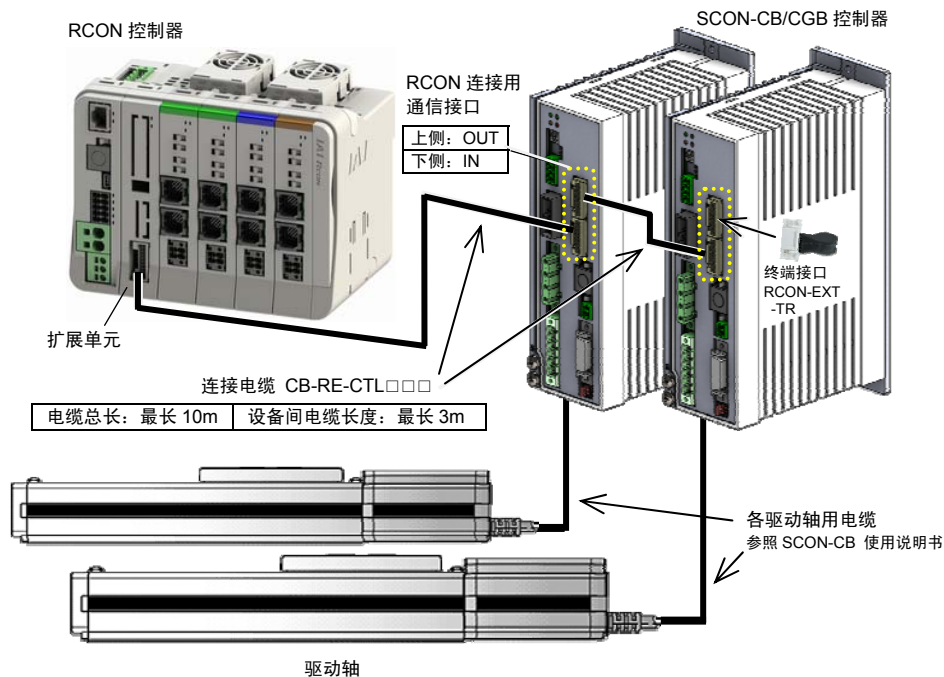 RCON 控制器
SCON-CB/CGB 控制器
RCON 连接用
通信接口
上侧：OUT
下侧：IN
终端接口
RCON-EXT
-TR
扩展单元
连接电缆 CB-RE-CTL□□□
电缆总长：最长 10m 设备间电缆长度：最长 3m
各驱动轴用电缆
参照 SCON-CB 使用说明书
驱动轴